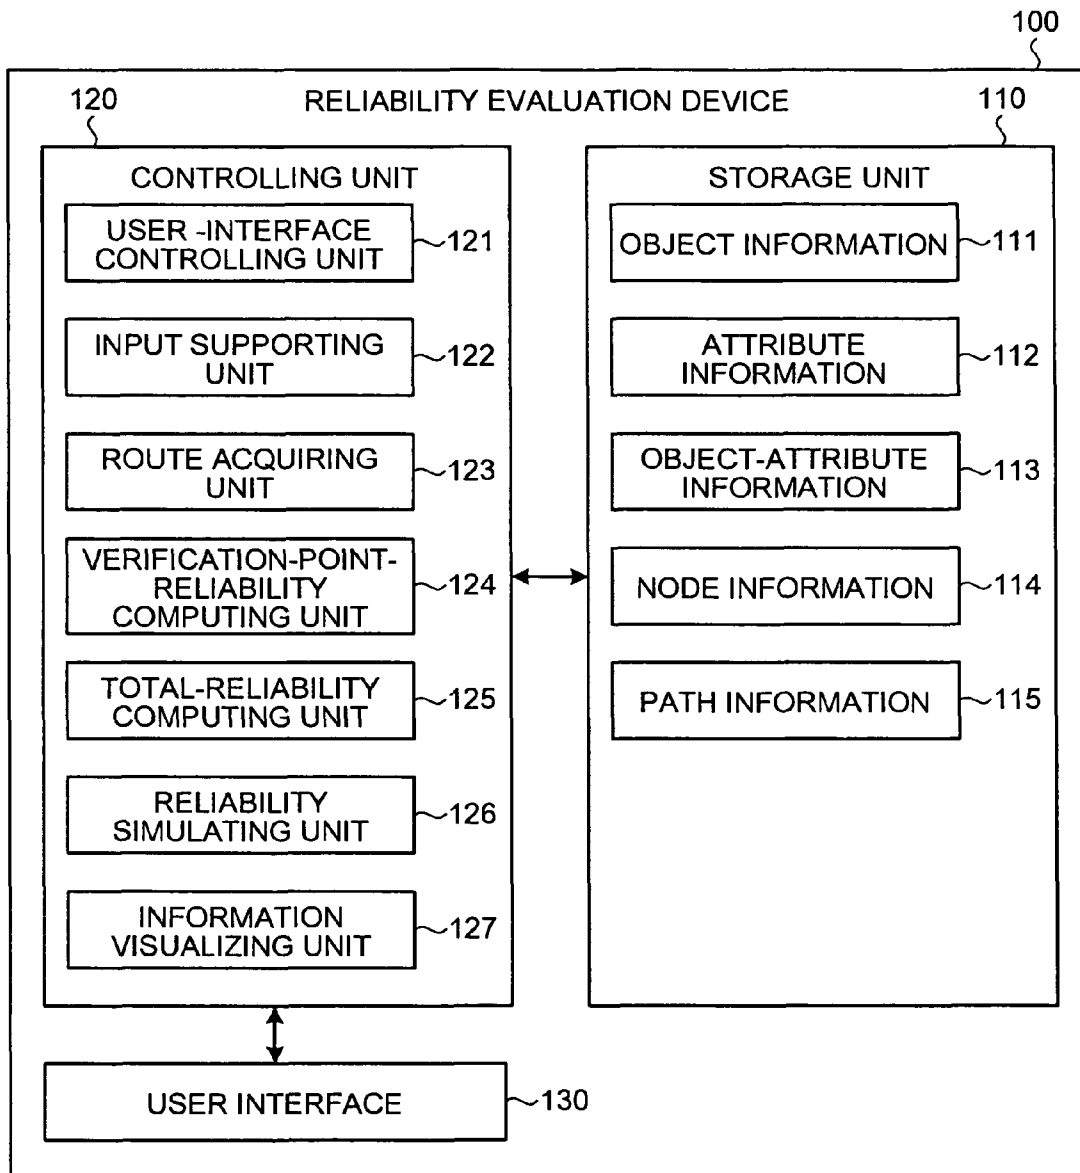 100
RELIABILITY EVALUATION DEVICE
120
CONTROLLING UNIT
USER -INTERFACE
CONTROLLING UNIT
121
INPUT SUPPORTING
UNIT
122
ROUTE ACQUIRING
UNIT
123
VERIFICATION-POINT-
RELIABILITY
COMPUTING UNIT
124
TOTAL-RELIABILITY
COMPUTING UNIT
125
RELIABILITY
SIMULATING UNIT
126
INFORMATION
VISUALIZING UNIT
127
110
STORAGE UNIT
OBJECT INFORMATION
111
ATTRIBUTE
INFORMATION
112
OBJECT-ATTRIBUTE
INFORMATION
113
NODE INFORMATION
114
PATH INFORMATION
115
USER INTERFACE
130